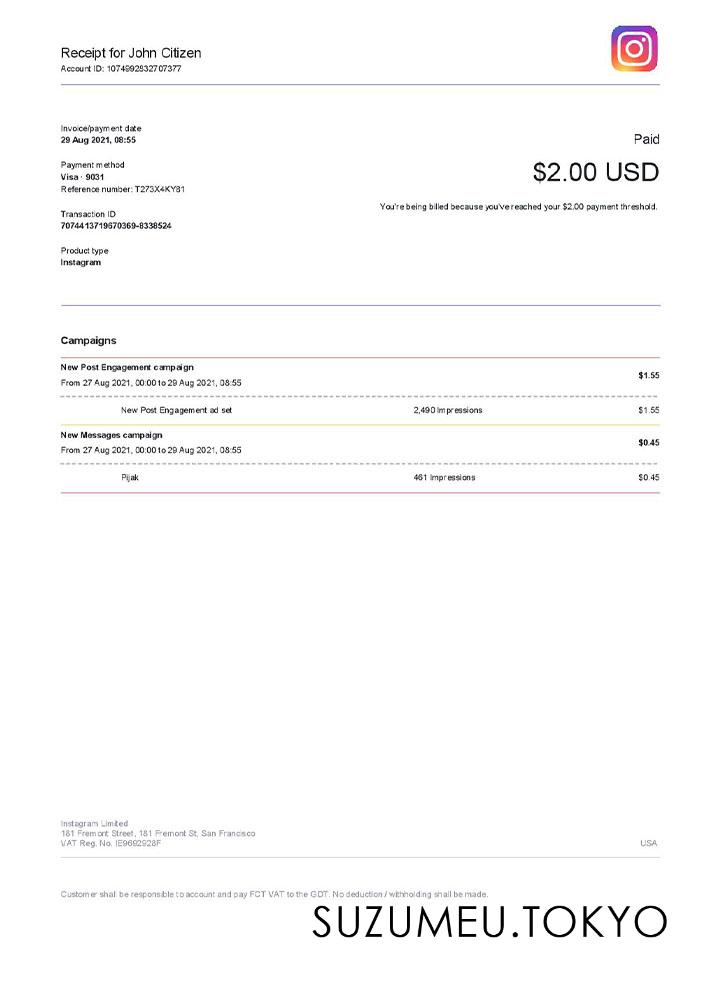 Receipt for John Citizen
Account ID: 1074992832707377
Invoice/payment date
29 Aug 2021, 08:55
Paid
Payment method
Visa · 9031
Reference number: T273X4KY81
$2.00 USD
You're being billed because you've reached your $2.00 payment threshold.
Transaction ID
7074413719670369-8338524
Product type
Instagram
Campaigns
New Post Engagement campaign
From 27 Aug 2021, 00:00 to 29 Aug 2021, 08:55
$1.55
New Post Engagement ad set 2,490 Impressions $1.55
New Messages campaign
From 27 Aug 2021, 00:00 to 29 Aug 2021, 08:55
$0.45
Pijak 461 Impressions $0.45
Instagram Limited
181 Fremont Street, 181 Fremont St, San Francisco
VAT Reg. No. IE9692928F USA
Customer shall be responsible to account and pay FCT VAT to the GDT. No deduction / withholding shall be made.
SUZUMEU.TOKYO